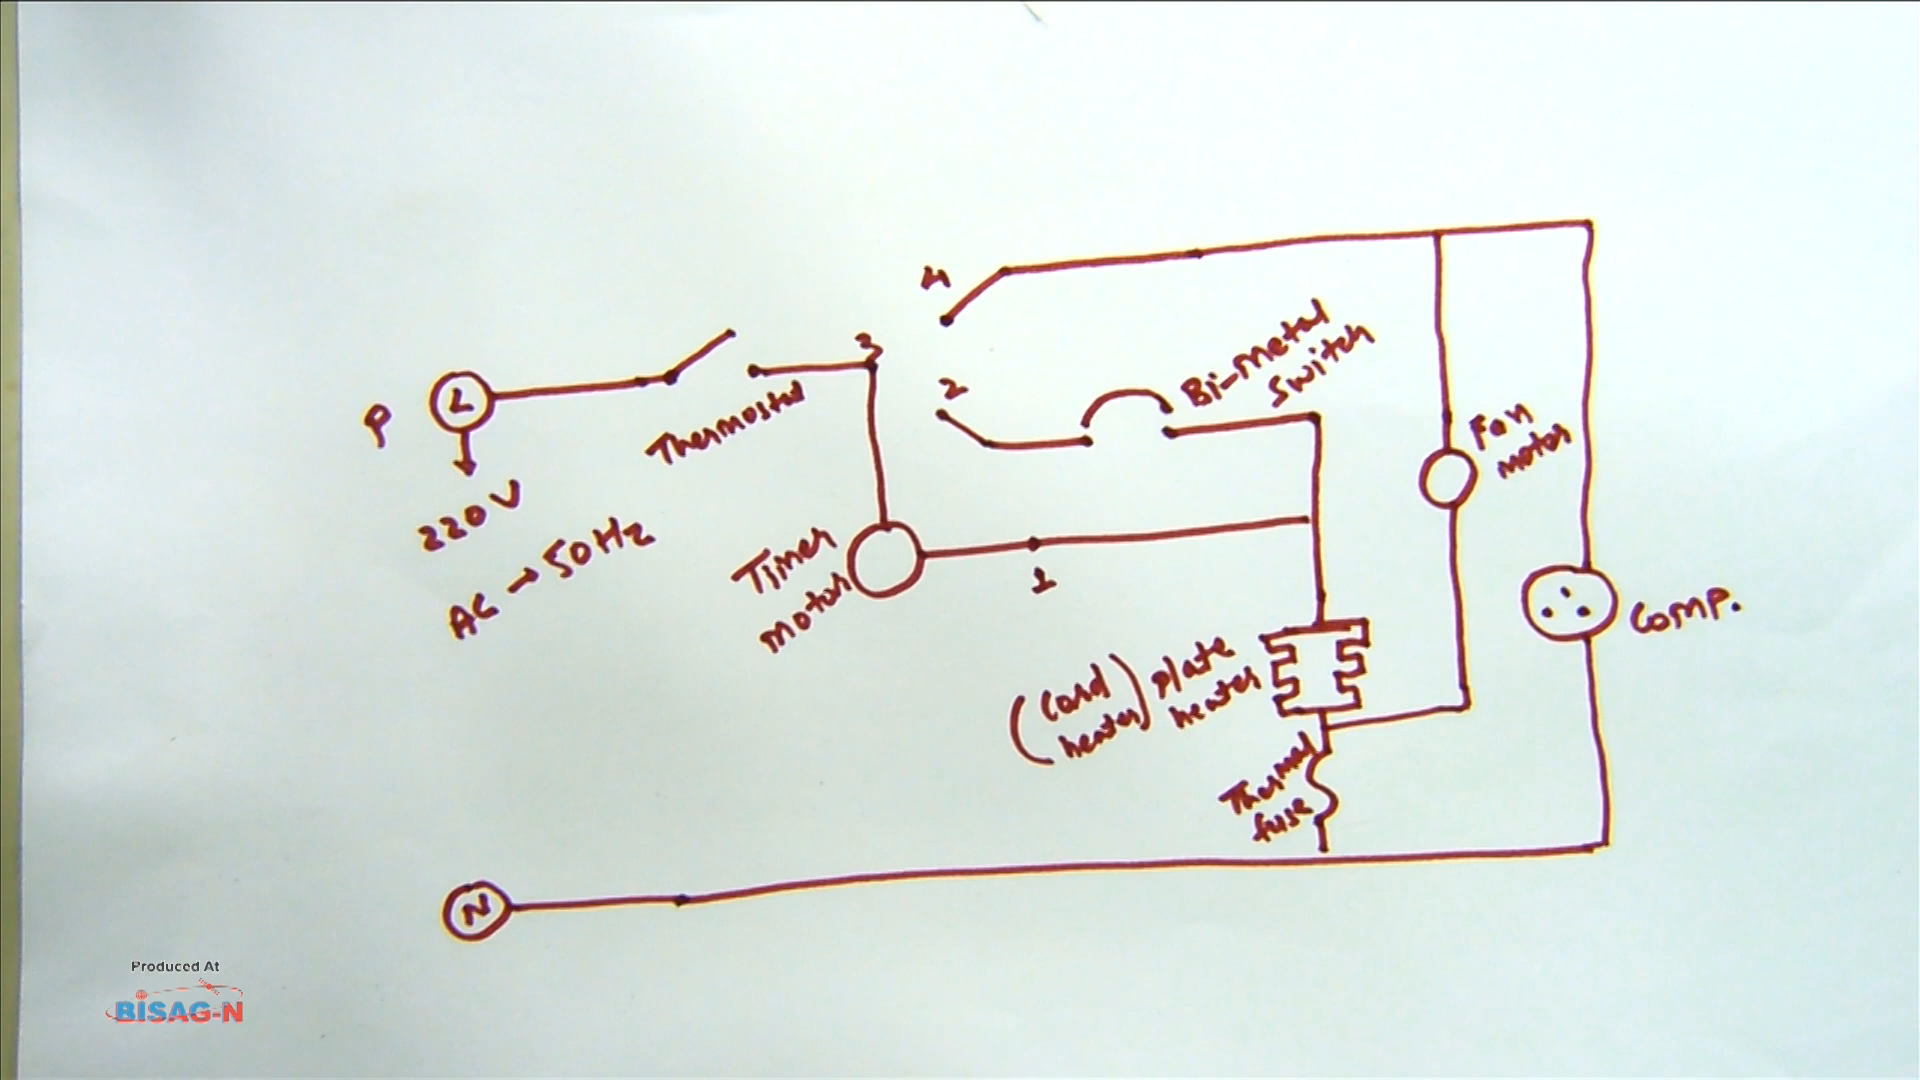 4
3
P
L
Thermostat
2
Bi-metal
Switch
Fan
motor
220V
AC → 50Hz
Timer
motor
1
Comp.
(Card
heater)
plate
heater
Thermal
fuse
N
Produced At
BISAG-N